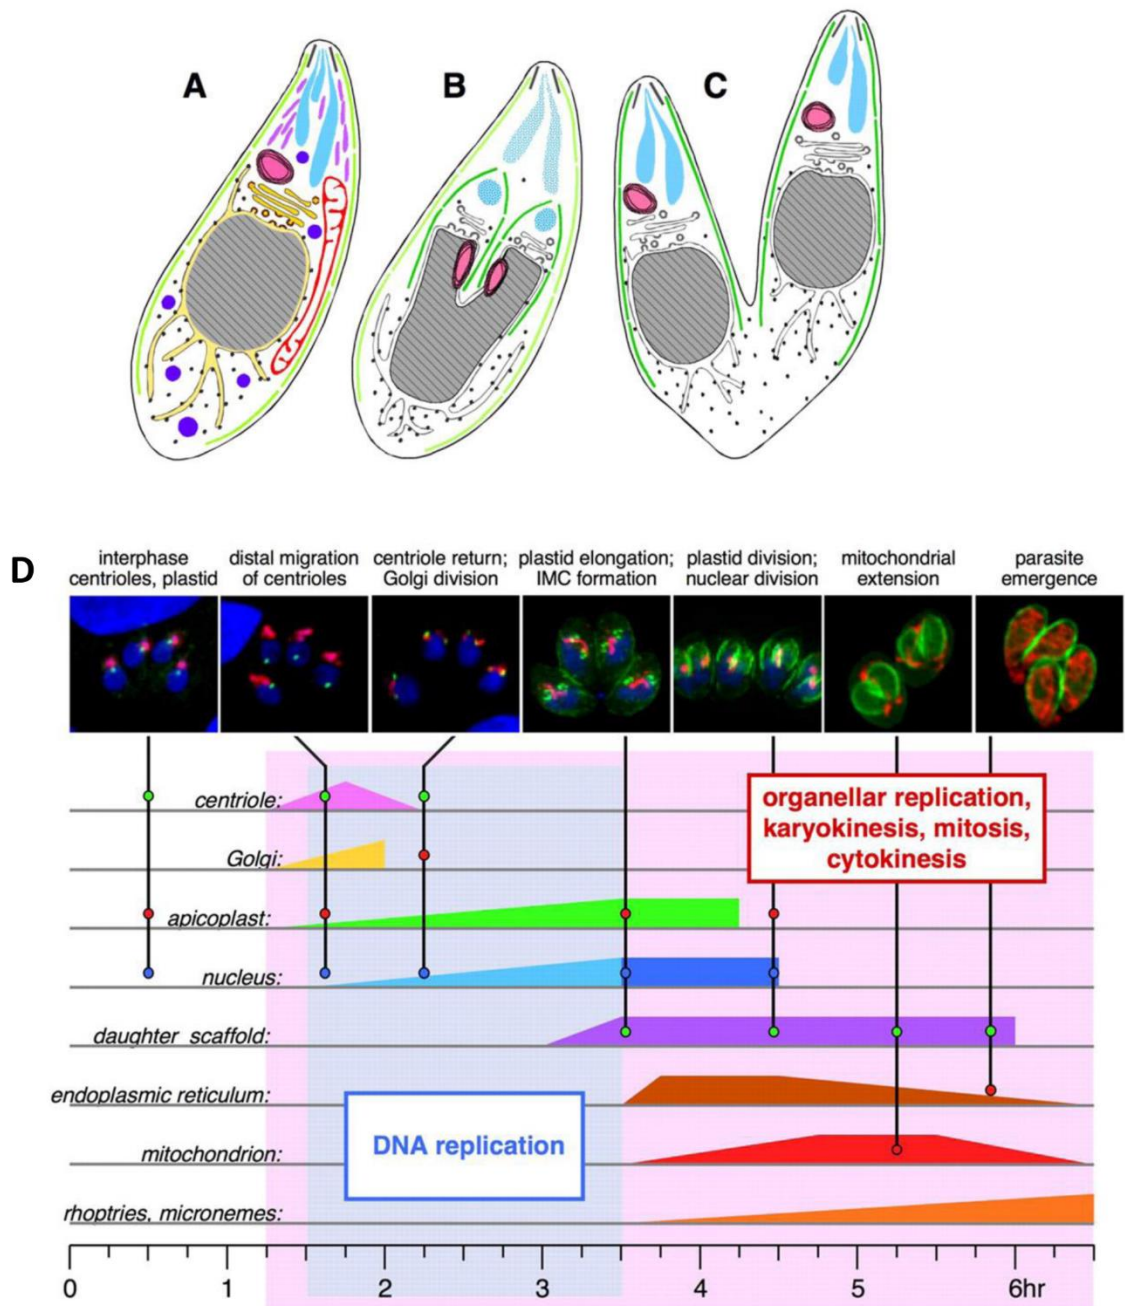 A
B
C
D
interphase
centrioles, plastid
distal migration
of centrioles
centriole return;
Golgi division
plastid elongation;
IMC formation
plastid division;
nuclear division
mitochondrial
extension
parasite
emergence
centriole:
Golgi:
apicoplast:
nucleus:
daughter scaffold:
endoplasmic reticulum:
mitochondrion:
rhoptries, micronemes:
organellar replication,
karyokinesis, mitosis,
cytokinesis
DNA replication
0 1 2 3 4 5 6hr